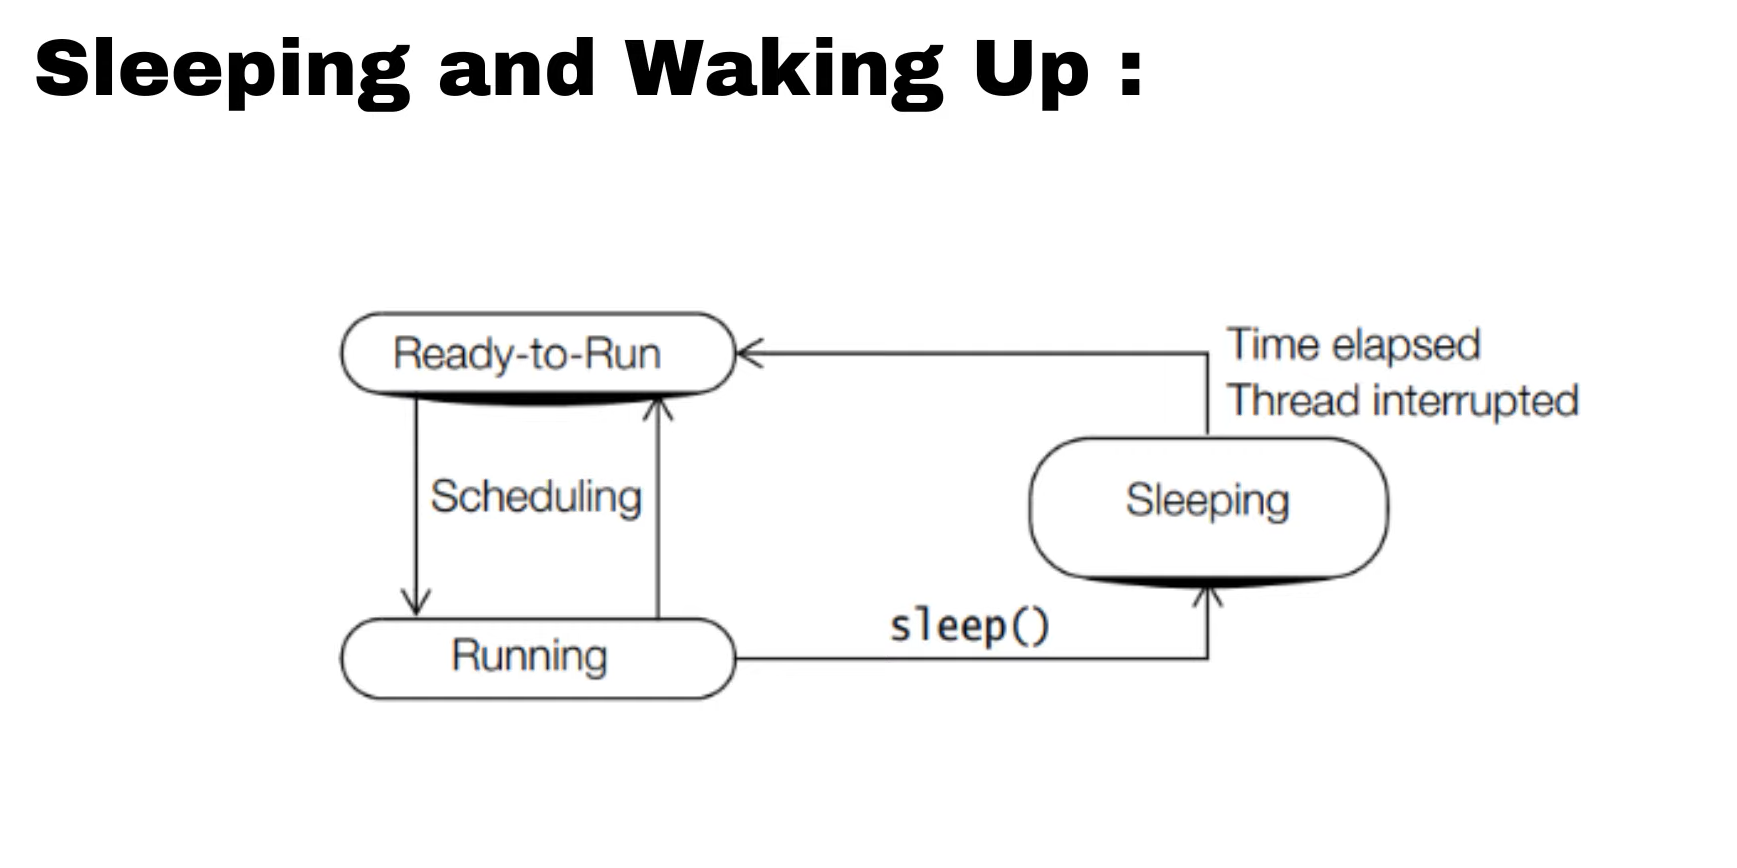 Sleeping and Waking Up :
Ready-to-Run
Time elapsed
Thread interrupted
Scheduling
Sleeping
sleep()
Running